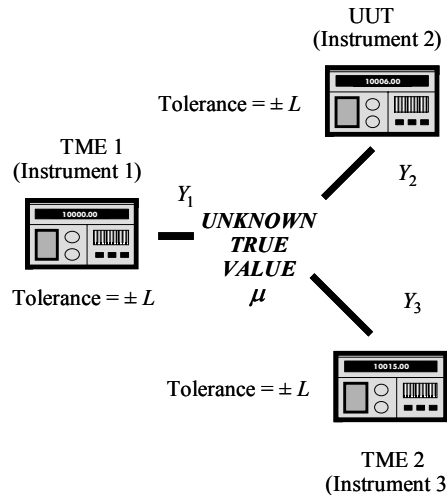 UUT
(Instrument 2)
10006.00
Tolerance = ± L
TME 1
(Instrument 1)
10000.00
Tolerance = ± L
Y1
Y2
UNKNOWN
TRUE
VALUE
μ
Y3
10015.00
Tolerance = ± L
TME 2
(Instrument 3